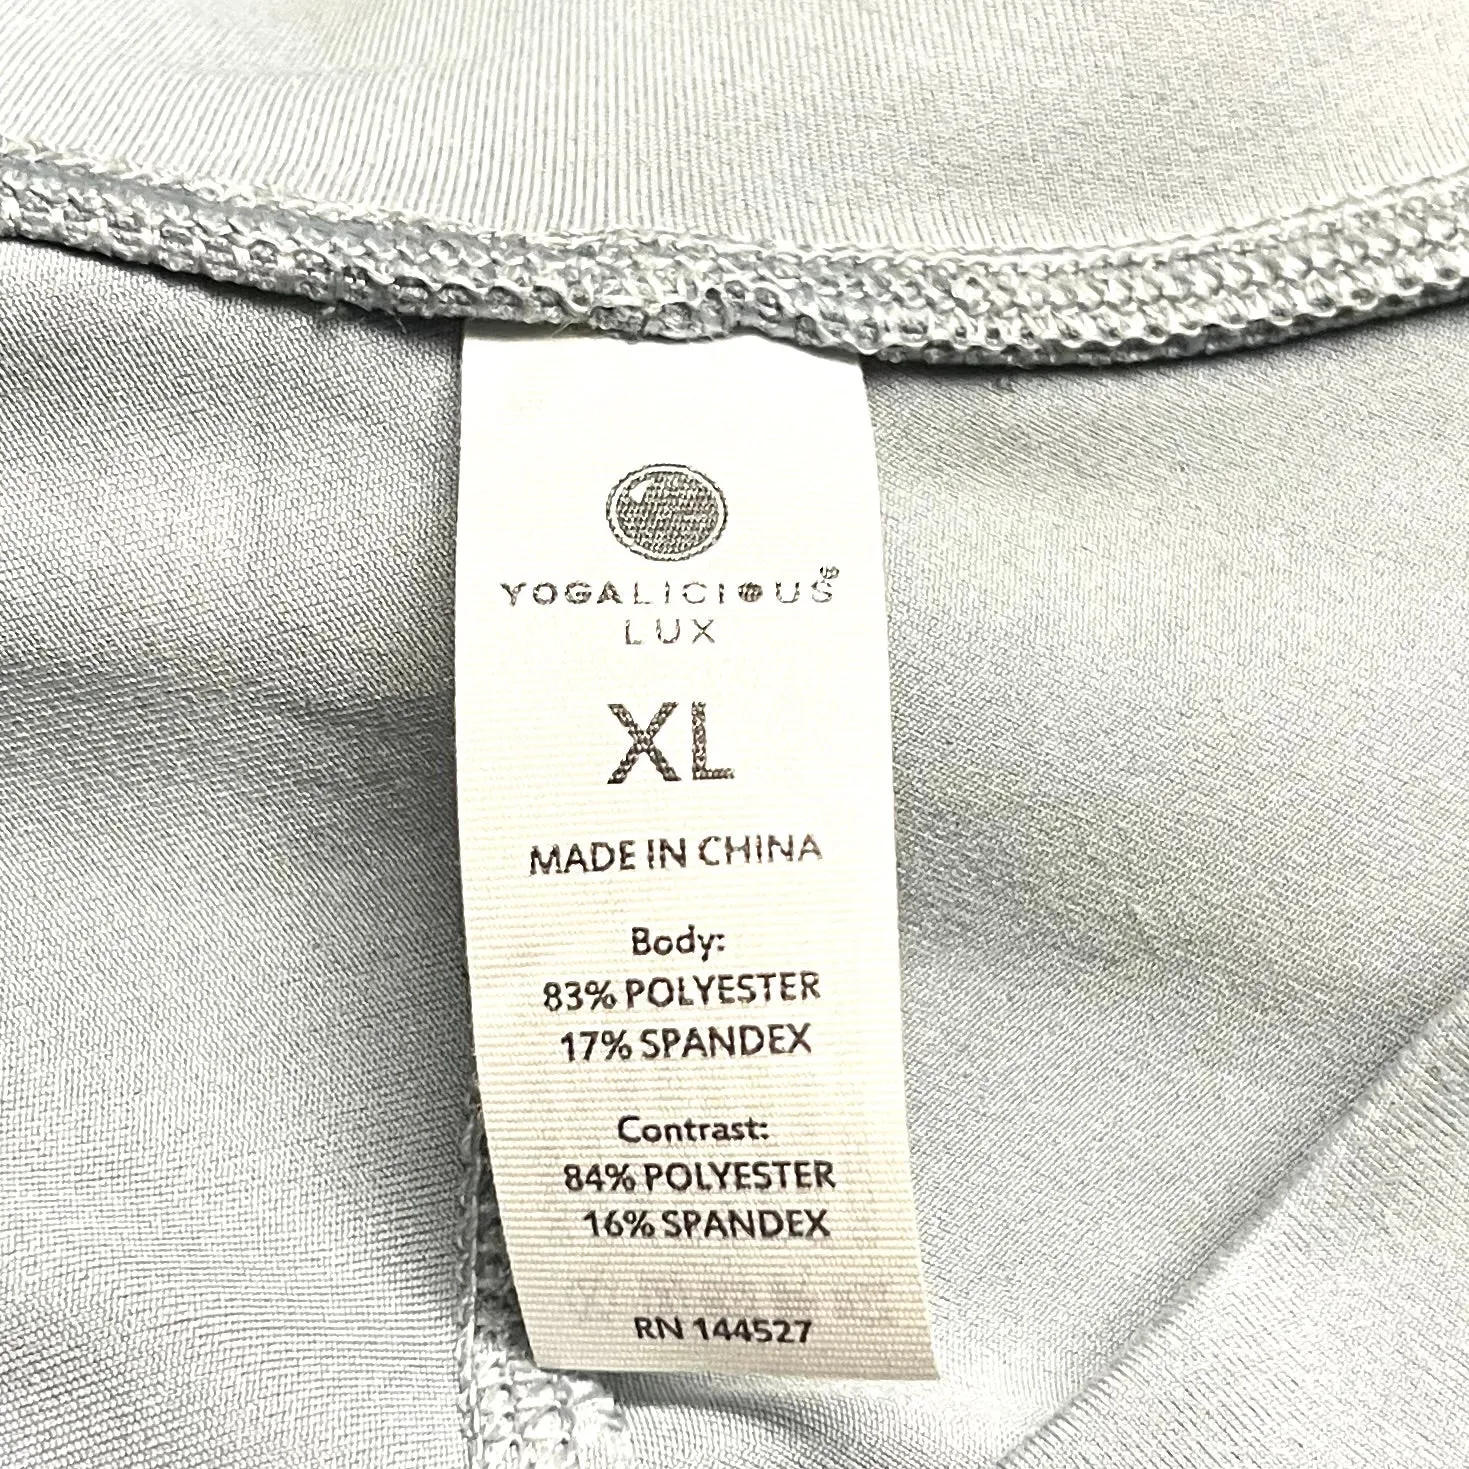 YOGALICIOUS®
LUX
XL
MADE IN CHINA
Body:
83% POLYESTER
17% SPANDEX
Contrast:
84% POLYESTER
16% SPANDEX
RN 144527